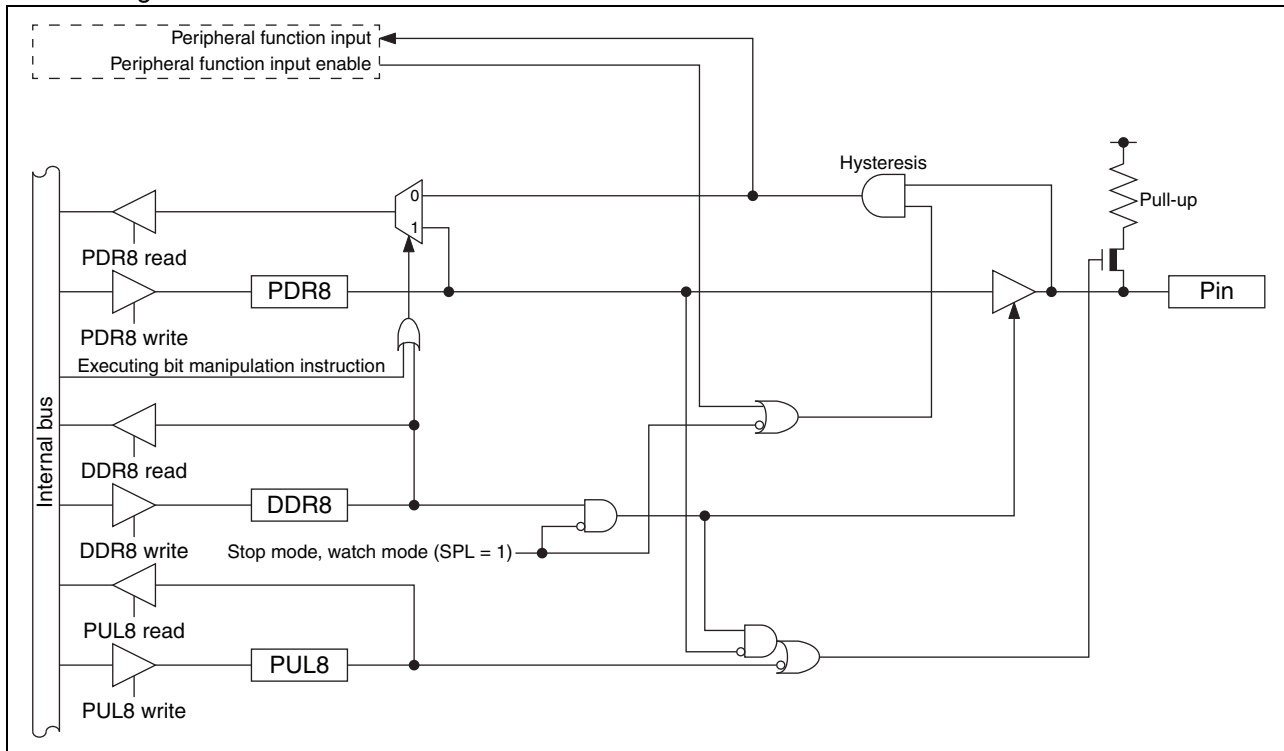 Peripheral function input
Peripheral function input enable
Hysteresis
0
Pull-up
1
PDR8 read
PDR8
Pin
PDR8 write
Executing bit manipulation instruction
Internal bus
DDR8 read
DDR8
DDR8 write
Stop mode, watch mode (SPL = 1)
PUL8 read
PUL8
PUL8 write